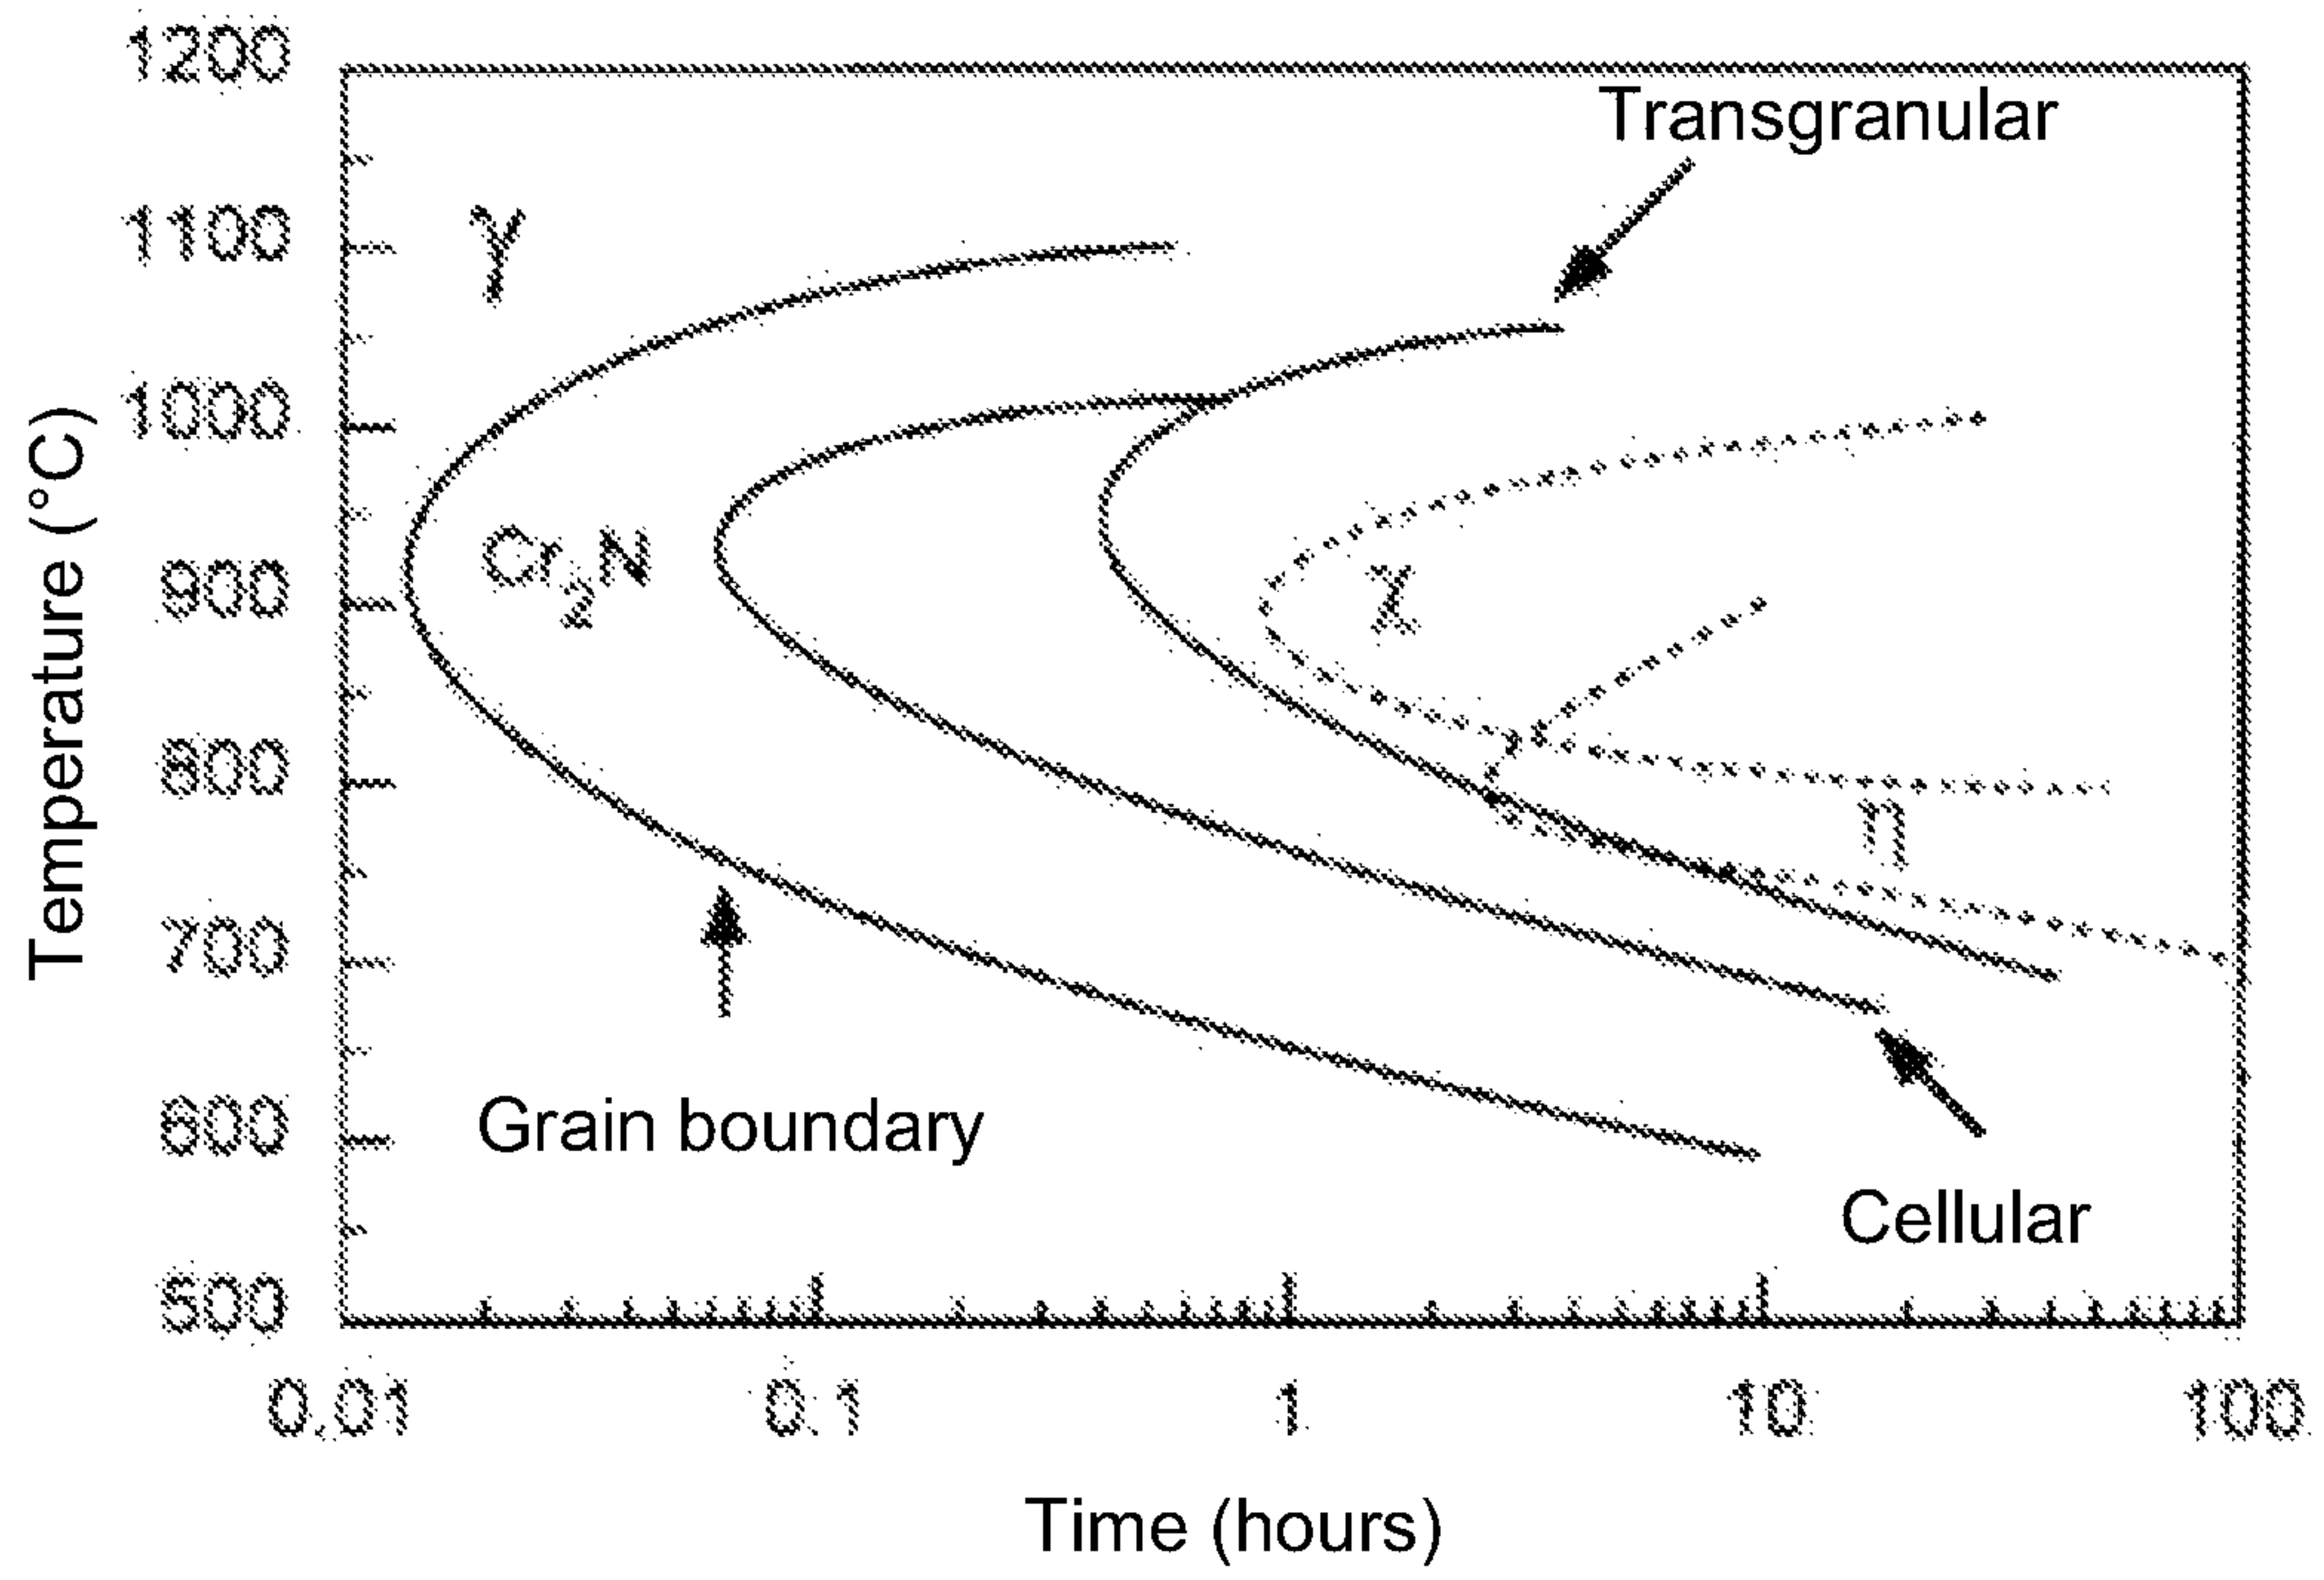 1200
Transgranular
1100
γ
1000
Temperature (°C)
Cr₂N
900
χ
800
η
700
600
Grain boundary
Cellular
500
0.01 0.1 1 10 100
Time (hours)